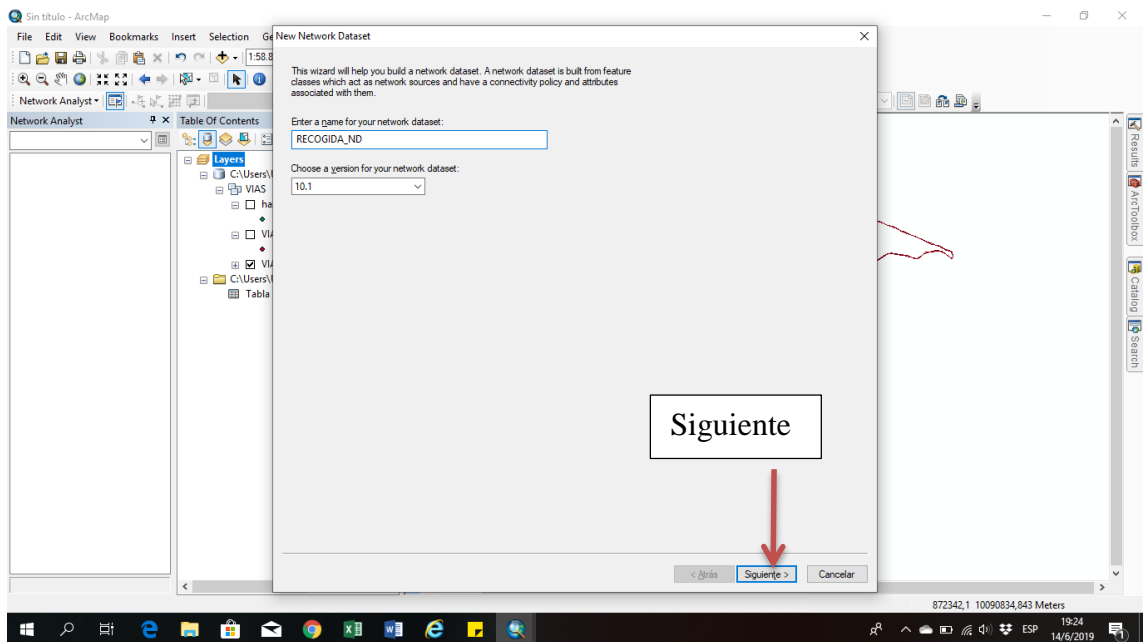 Sin título - ArcMap
File Edit View Bookmarks Insert Selection Ge
New Network Dataset
1:58.8
This wizard will help you build a network dataset. A network dataset is built from feature
classes which act as network sources and have a connectivity policy and attributes
associated with them.
Network Analyst
Network Analyst
Table Of Contents
Enter a name for your network dataset:
RECOGIDA_ND
Layers
C:\Users\
VIAS
ha
VIA
VIA
C:\Users\
Tabla
Choose a version for your network dataset:
10.1
Results
ArcToolbox
Catalog
Search
Siguiente
< Atrás
Siguiente >
Cancelar
872342,1 10090834,843 Meters
ESP
19:24
14/6/2019